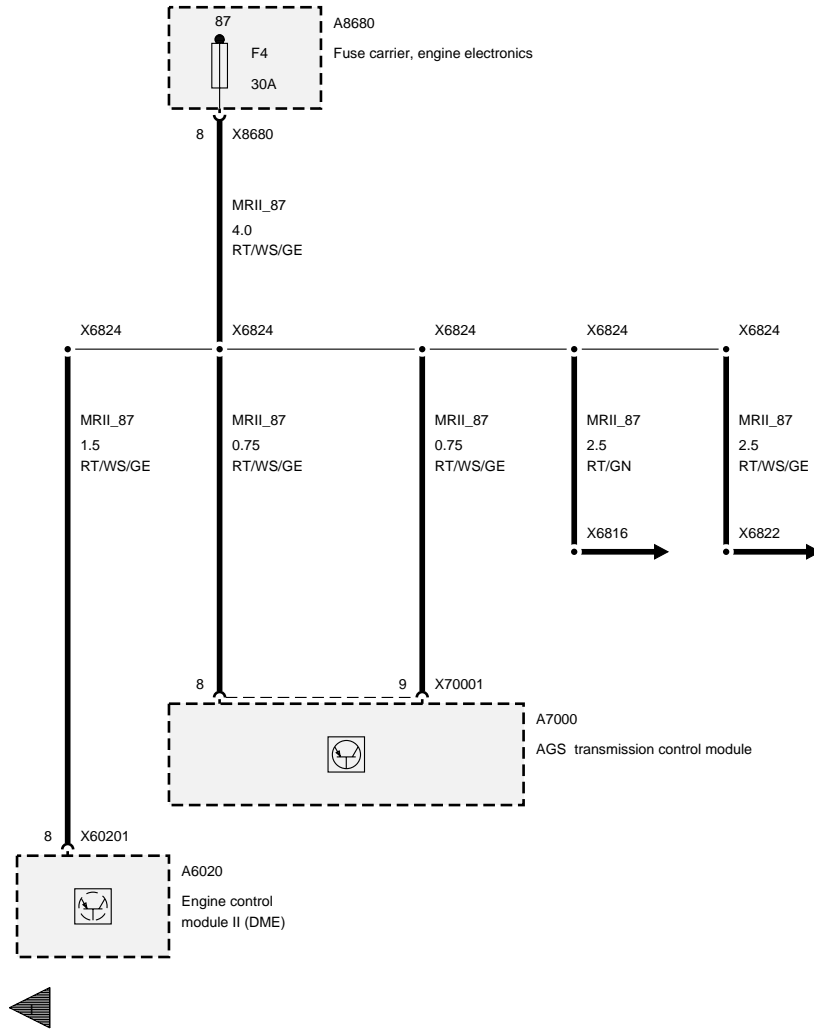 87
A8680
F4
Fuse carrier, engine electronics
30A
8
X8680
MRII_87
4.0
RT/WS/GE
X6824
X6824
X6824
X6824
X6824
MRII_87
1.5
RT/WS/GE
MRII_87
0.75
RT/WS/GE
MRII_87
0.75
RT/WS/GE
MRII_87
2.5
RT/GN
MRII_87
2.5
RT/WS/GE
X6816
X6822
8
9
X70001
A7000
AGS transmission control module
8
X60201
A6020
Engine control
module II (DME)